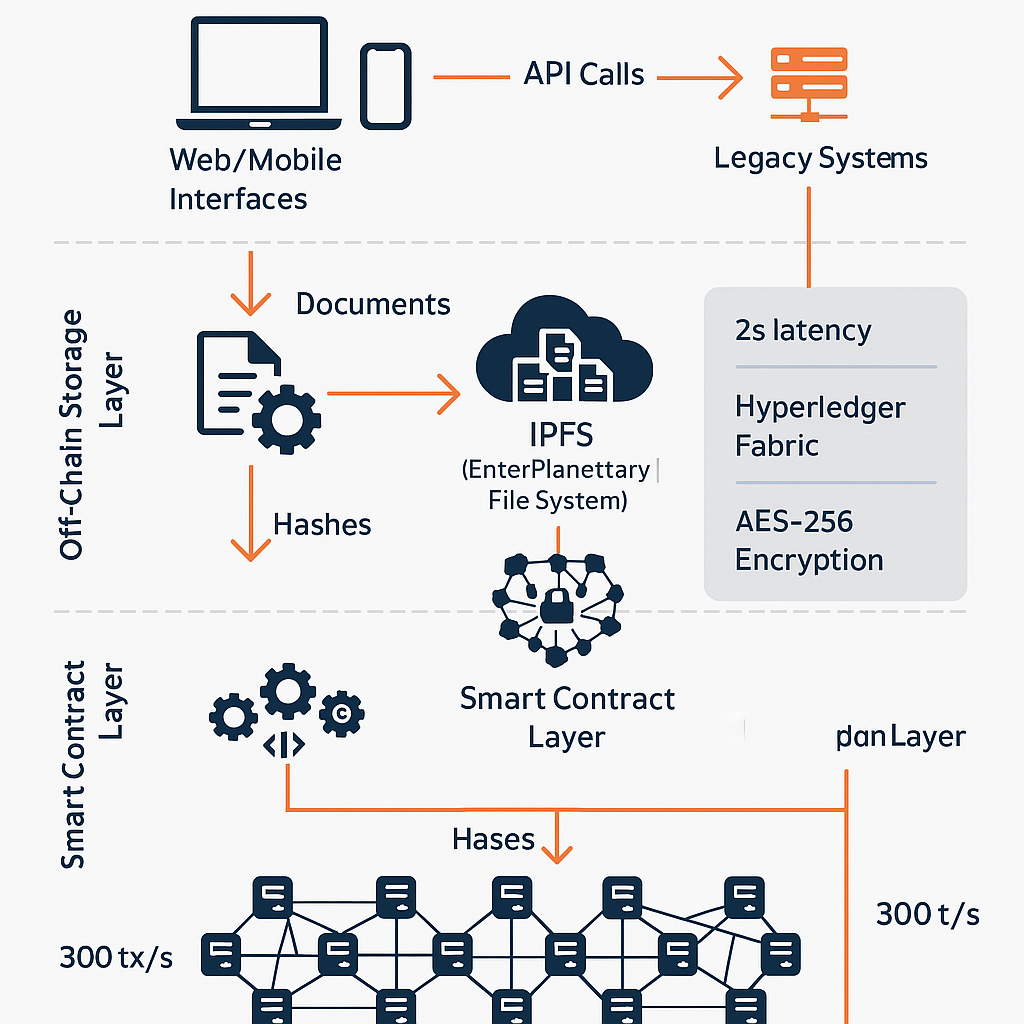 API Calls
Web/Mobile
Interfaces
Legacy Systems
Off-Chain Storage
Layer
Documents
2s latency
Hyperledger
Fabric
AES-256
Encryption
IPFS
(EnterPlanettary
File System)
Hashes
Smart Contract
Layer
Smart Contract
Layer
pan Layer
Hases
300 tx/s
300 t/s